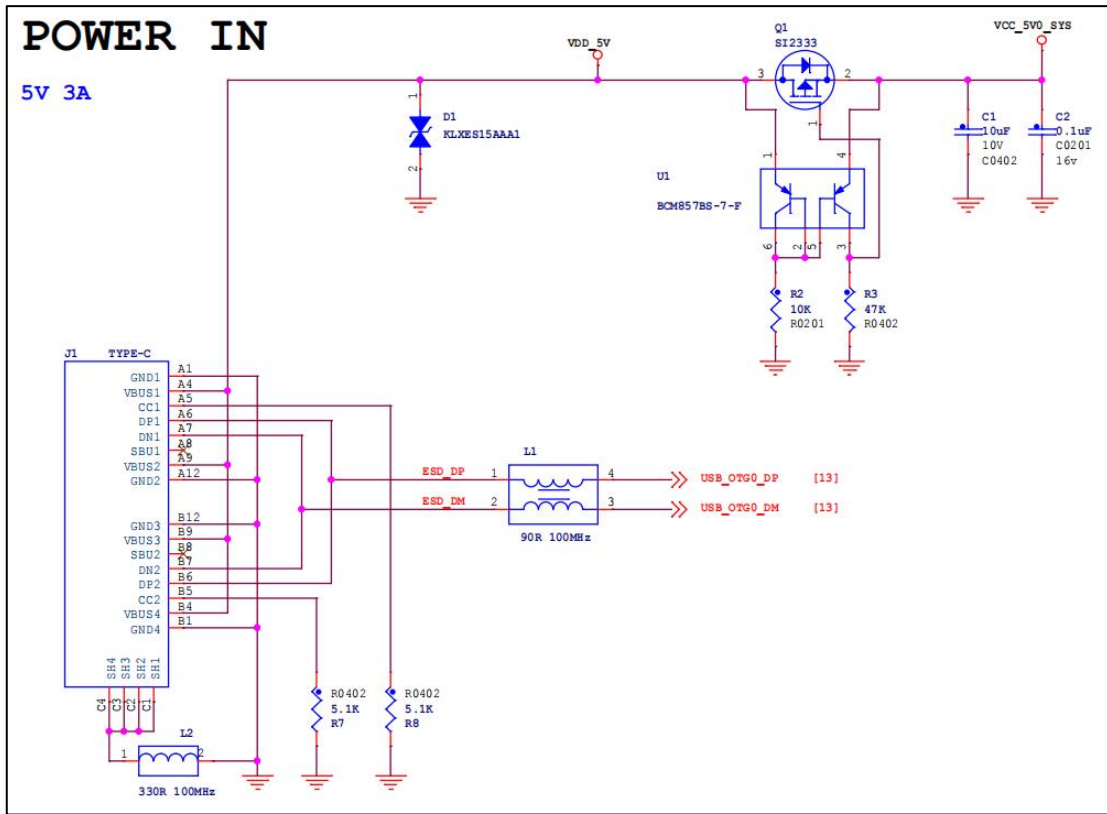 POWER IN
5V 3A
VDD_5V
Q1
SI2333
VCC_5V0_SYS
3
2
1
1
D1
KLXES15AAA1
2
C1
10uF
10V
C0402
C2
0.1uF
C0201
16v
1
4
U1
BCM857BS-7-F
6
2
5
3
R2
10K
R0201
R3
47K
R0402
J1 TYPE-C
GND1 A1
VBUS1 A4
CC1 A5
DP1 A6
DN1 A7
SBU1 A8
VBUS2 A9
GND2 A12
GND3 B12
VBUS3 B9
SBU2 B8
DN2 B7
DP2 B6
CC2 B5
VBUS4 B4
GND4 B1
SH4
SH3
SH2
SH1
C4
C3
C2
C1
L1
ESD_DP 1 4 USB_OTG0_DP [13]
ESD_DM 2 3 USB_OTG0_DM [13]
90R 100MHz
R0402
5.1K
R7
R0402
5.1K
R8
L2
1 2
330R 100MHz